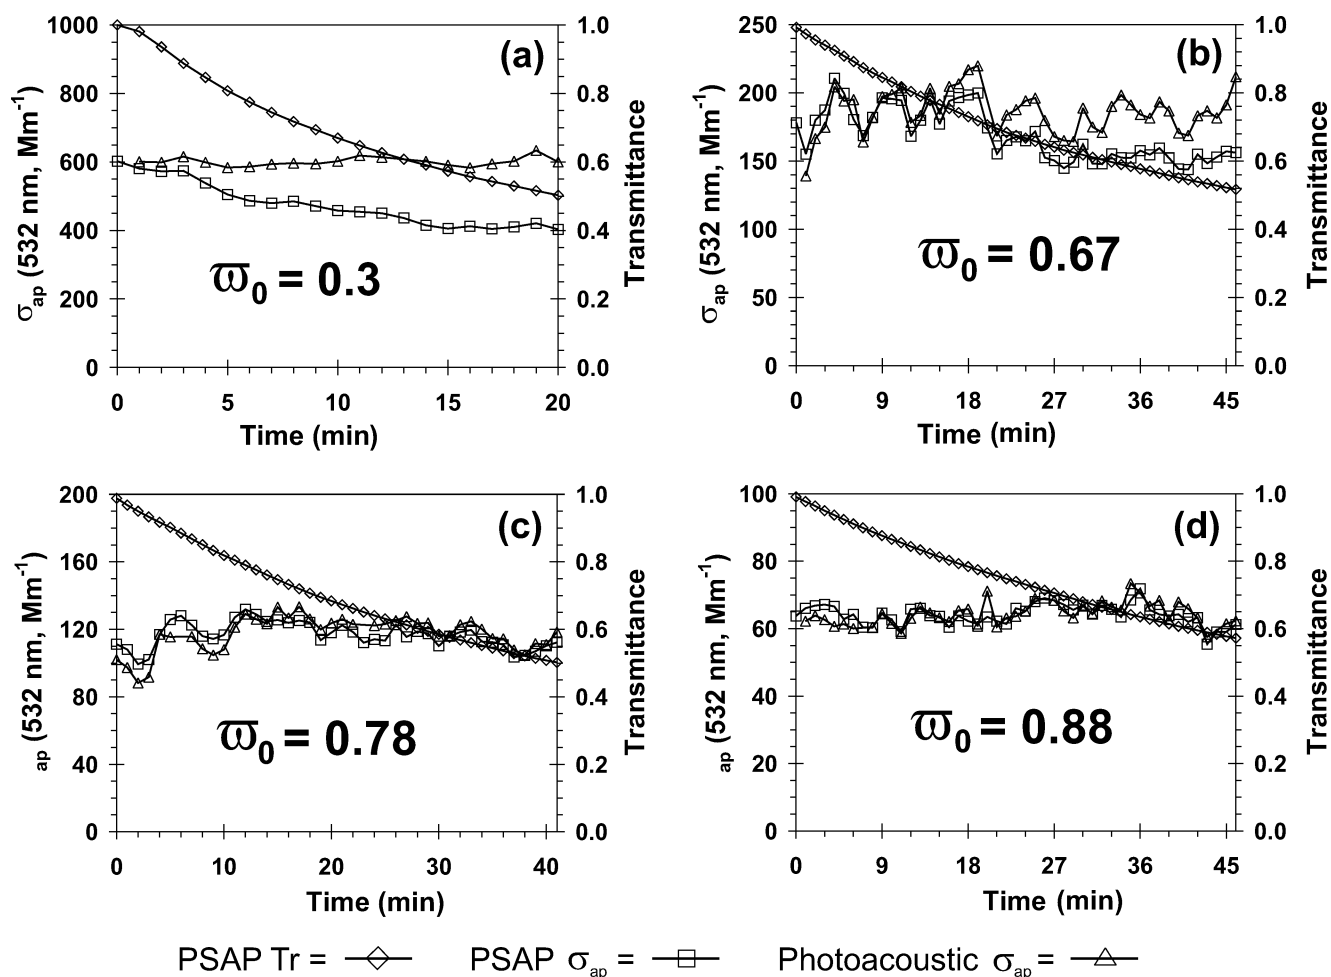 (a)
1000
800
600
400
200
0
σap (532 nm, Mm-1)
1.0
0.8
0.6
0.4
0.2
0.0
Transmittance
ϖ0 = 0.3
0 5 10 15 20
Time (min)
(b)
250
200
150
100
50
0
σap (532 nm, Mm-1)
1.0
0.8
0.6
0.4
0.2
0.0
Transmittance
ϖ0 = 0.67
0 9 18 27 36 45
Time (min)
(c)
200
160
120
80
40
0
ap (532 nm, Mm-1)
1.0
0.8
0.6
0.4
0.2
0.0
Transmittance
ϖ0 = 0.78
0 10 20 30 40
Time (min)
(d)
100
80
60
40
20
0
ap (532 nm, Mm-1)
1.0
0.8
0.6
0.4
0.2
0.0
Transmittance
ϖ0 = 0.88
0 9 18 27 36 45
Time (min)
PSAP Tr = PSAP σap = Photoacoustic σap =